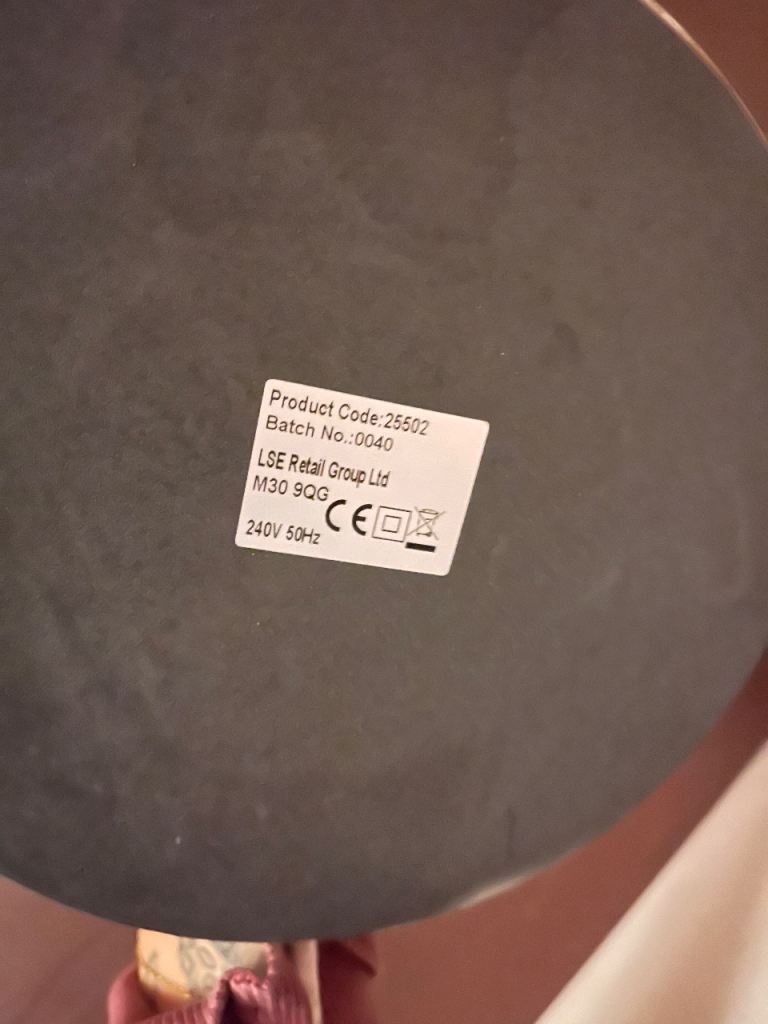 Product Code:25502
Batch No.:0040
LSE Retail Group Ltd
M30 9QG
CE
240V 50Hz